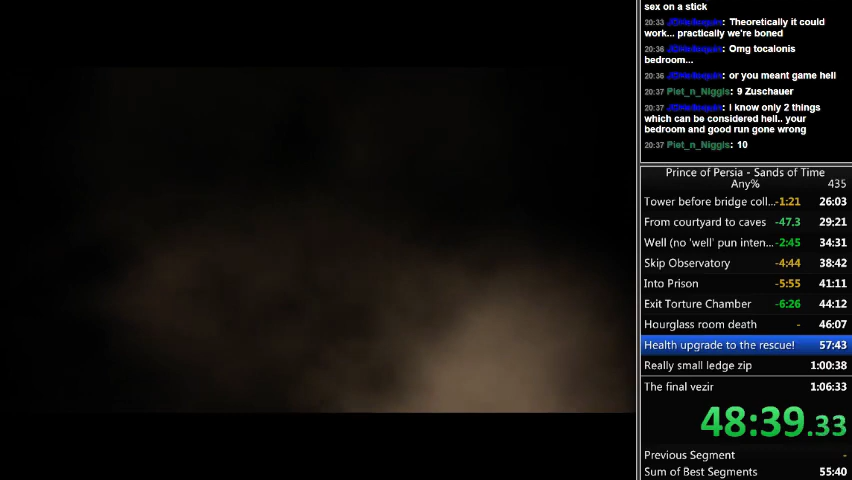 sex on a stick
20:33 : Theoretically it could
work... practically we're boned
20:36 : Omg tocalonis
bedroom...
20:36 : or you meant game hell
20:37 Piet_n_Niggls: 9 Zuschauer
20:37 : I know only 2 things
which can be considered hell.. your
bedroom and good run gone wrong
20:37 Piet_n_Niggls: 10
Prince of Persia - Sands of Time
Any% 435
Tower before bridge coll... -1:21 26:03
From courtyard to caves -47.3 29:21
Well (no 'well' pun inten... -2:45 34:31
Skip Observatory -4:44 38:42
Into Prison -5:55 41:11
Exit Torture Chamber -6:26 44:12
Hourglass room death - 46:07
Health upgrade to the rescue! 57:43
Really small ledge zip 1:00:38
The final vezir 1:06:33
48:39.33
Previous Segment -
Sum of Best Segments 55:40